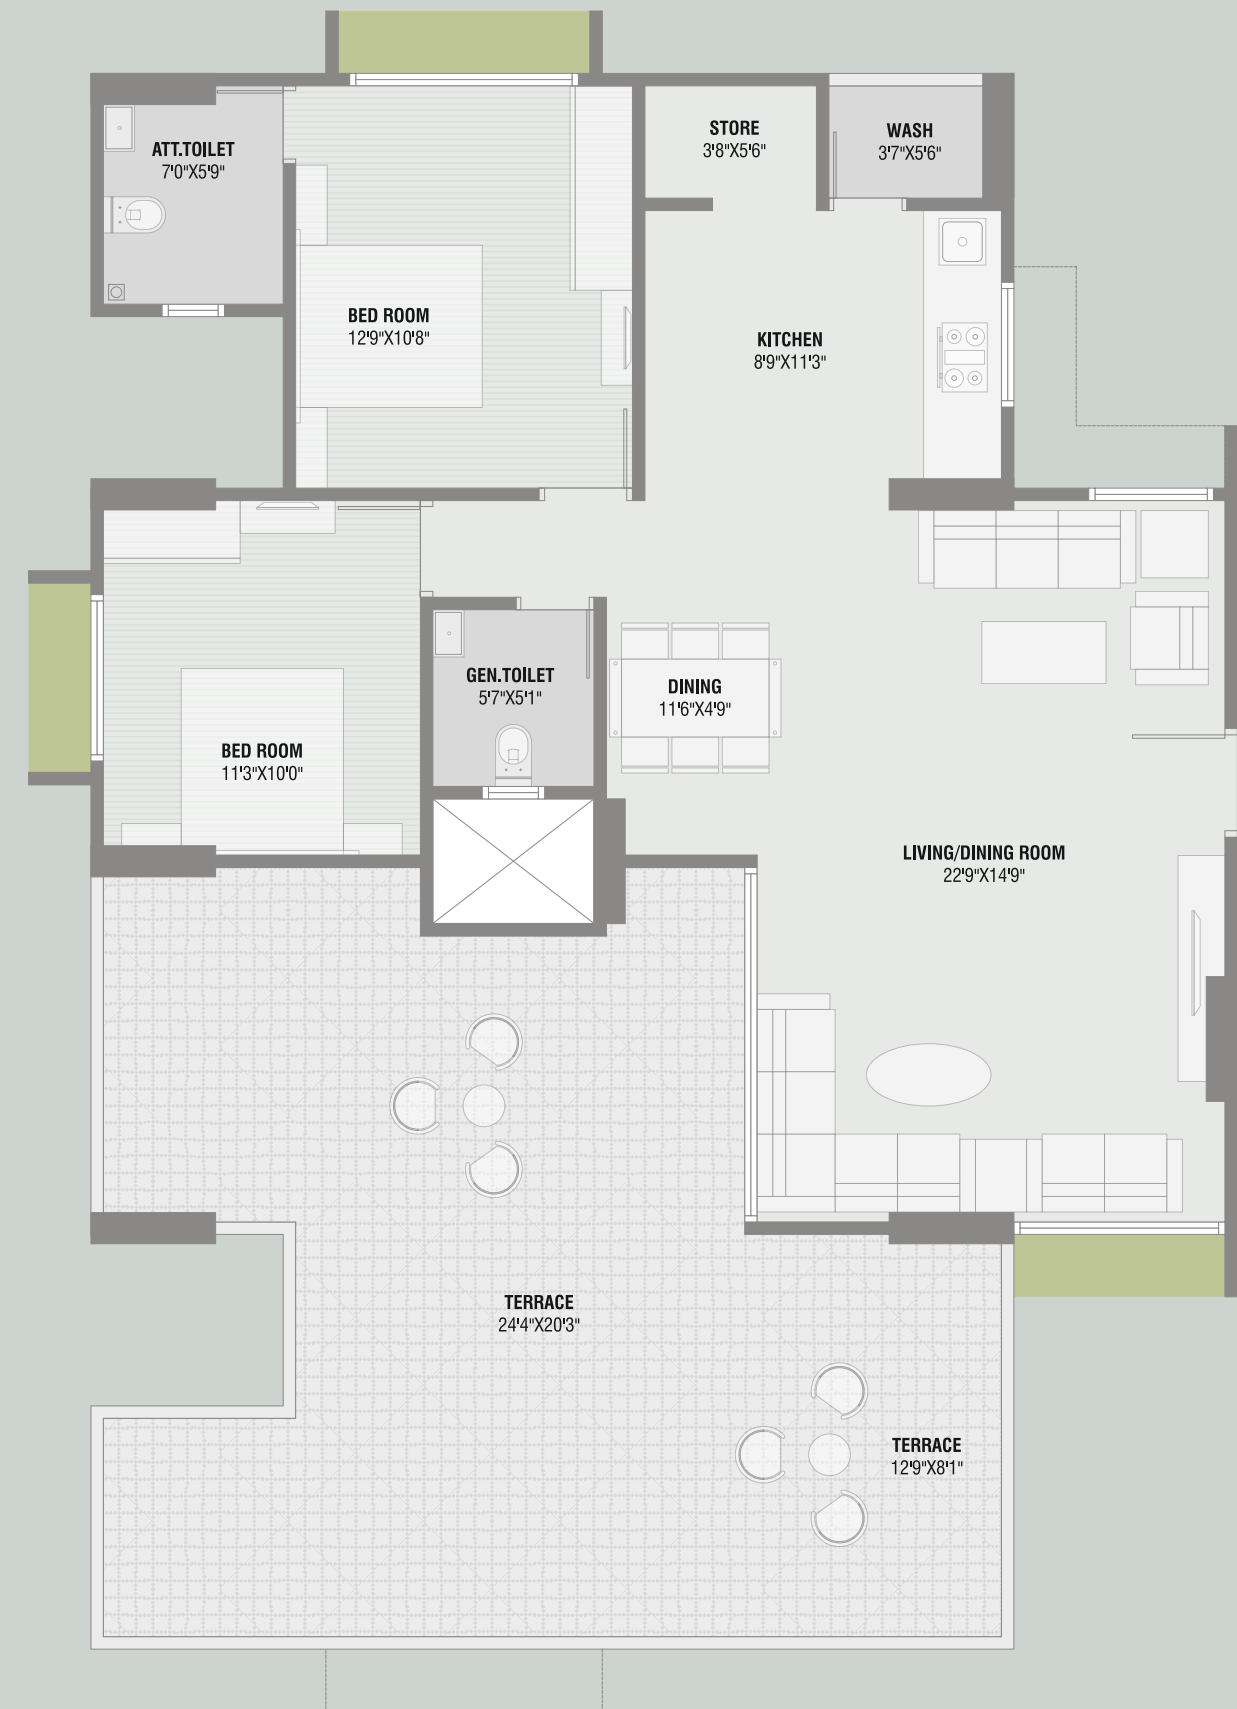 ATT.TOILET
7'0"X5'9"
STORE
3'8"X5'6"
WASH
3'7"X5'6"
BED ROOM
12'9"X10'8"
KITCHEN
8'9"X11'3"
GEN.TOILET
5'7"X5'1"
DINING
11'6"X4'9"
BED ROOM
11'3"X10'0"
LIVING/DINING ROOM
22'9"X14'9"
TERRACE
24'4"X20'3"
TERRACE
12'9"X8'1"